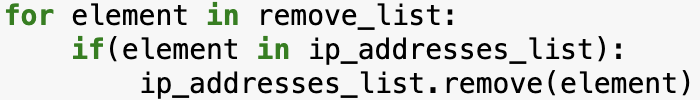 for element in remove_list:
    if(element in ip_addresses_list):
        ip_addresses_list.remove(element)